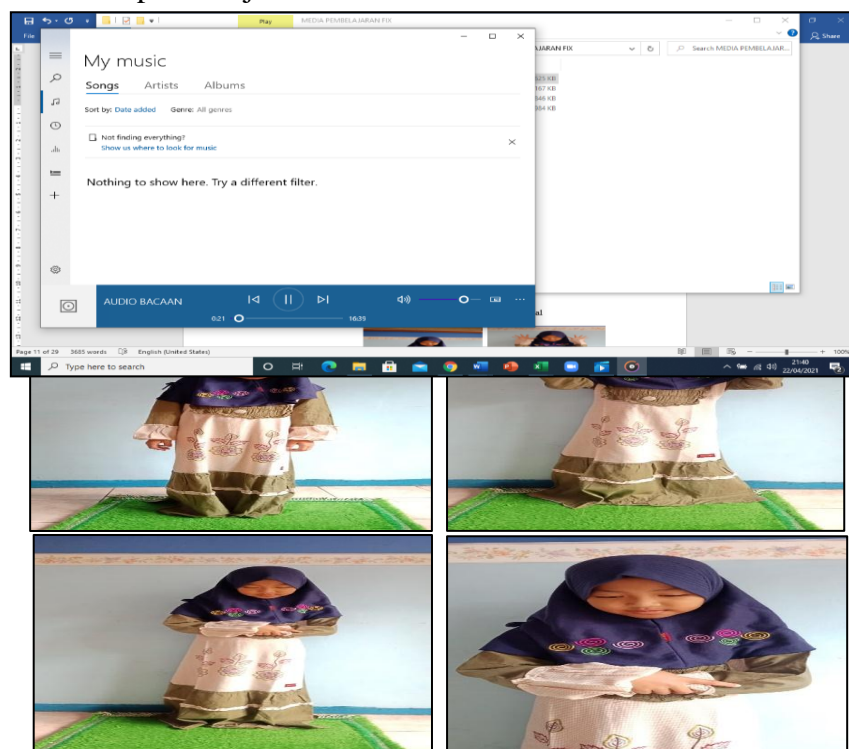 Play MEDIA PEMBELAJARAN FIX
File
Share
JARAN FIX
Search MEDIA PEMBELAJAR...
My music
Songs Artists Albums
Sort by: Date added Genre: All genres
Not finding everything?
Show us where to look for music
Nothing to show here. Try a different filter.
AUDIO BACAAN
0:21 16:35
Page 11 of 29 3685 words English (United States)
100%
Type here to search
21:40
22/04/2021